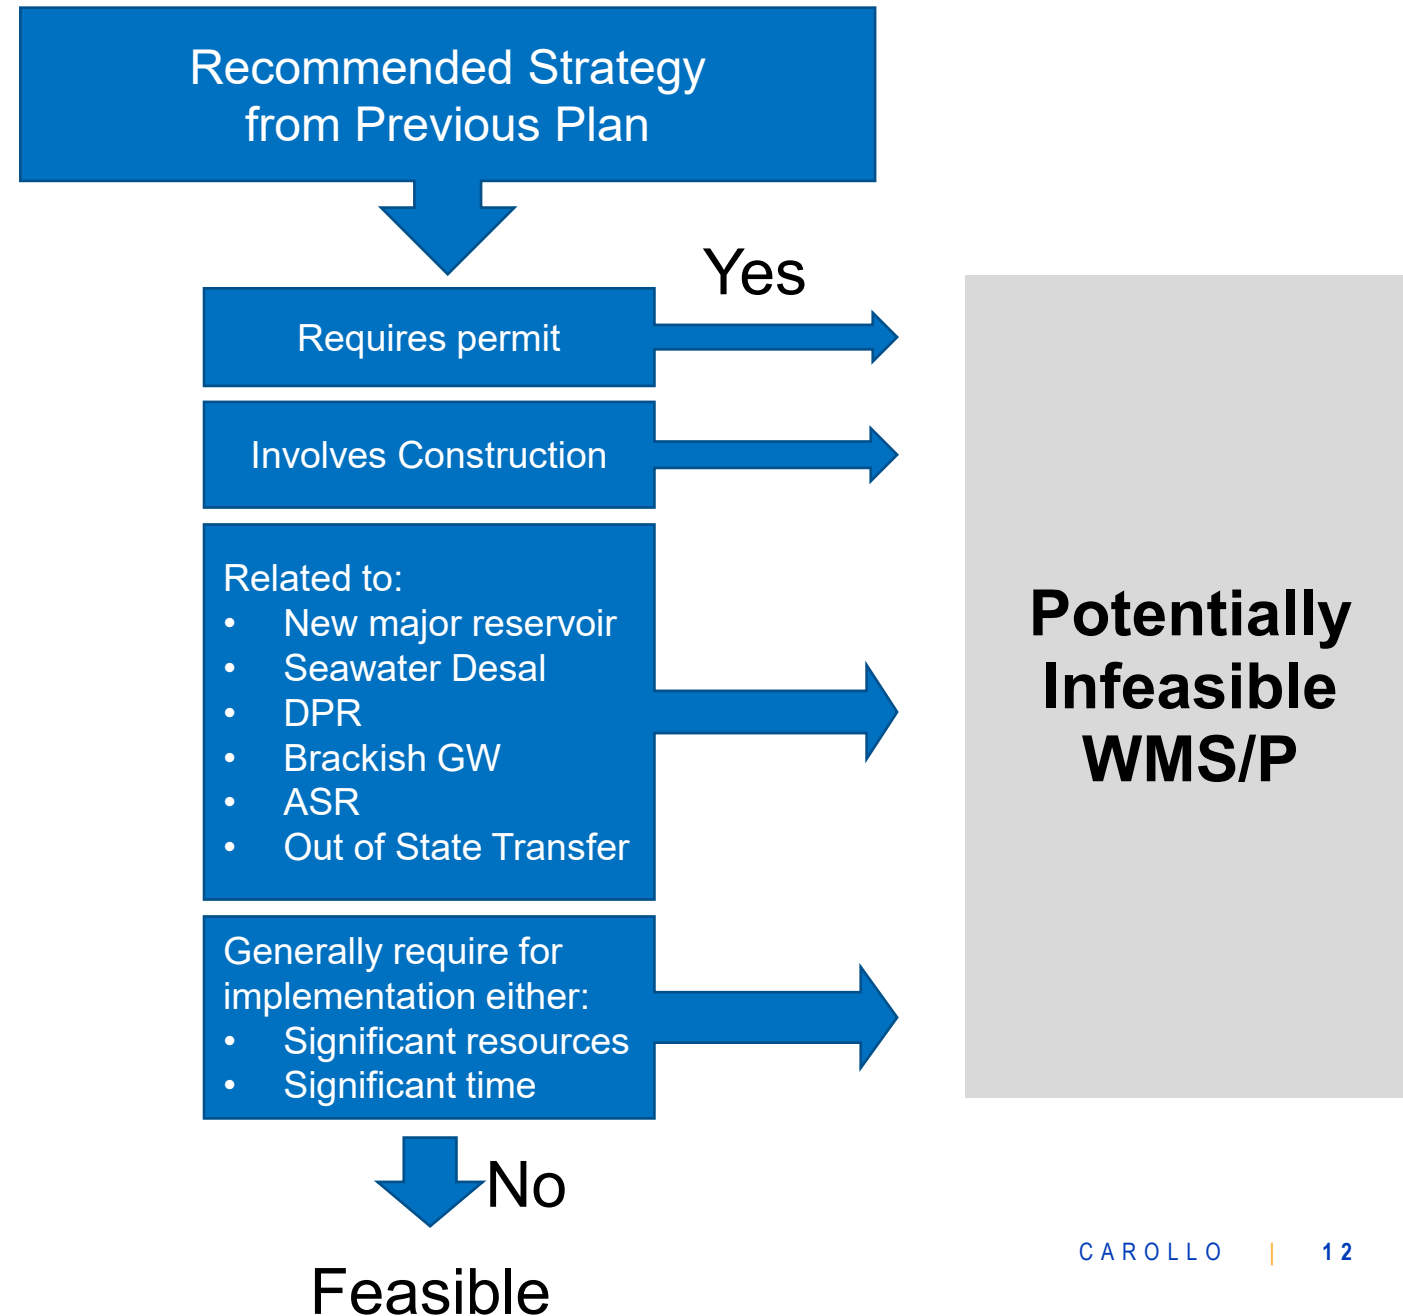 Recommended Strategy
from Previous Plan
Yes
Requires permit
Involves Construction
Related to:
• New major reservoir
• Seawater Desal
• DPR
• Brackish GW
• ASR
• Out of State Transfer
Generally require for
implementation either:
• Significant resources
• Significant time
Potentially
Infeasible
WMS/P
No
Feasible
CAROLLO | 12